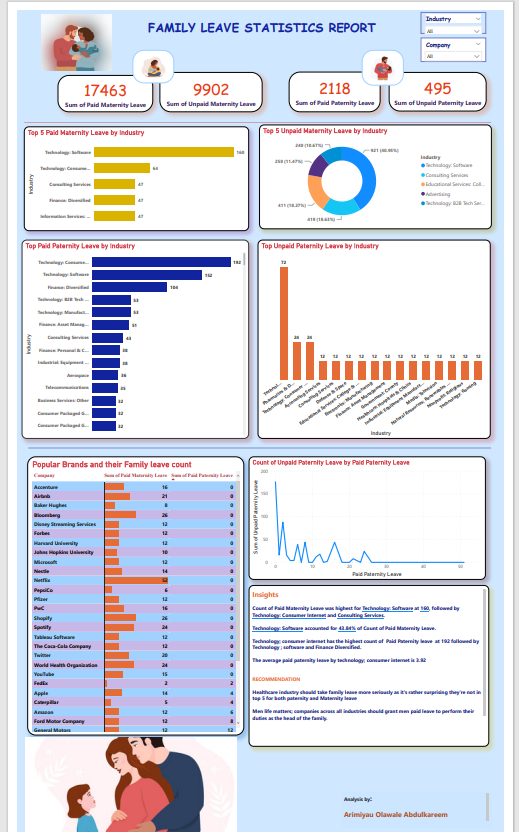 FAMILY LEAVE STATISTICS REPORT
Industry
All
Company
All
17463
Sum of Paid Maternity Leave
9902
Sum of Unpaid Maternity Leave
2118
Sum of Paid Paternity Leave
495
Sum of Unpaid Paternity Leave
Top 5 Paid Maternity Leave by Industry
Industry
Technology: Software 160
Technology: Consume... 64
Consulting Services 47
Finance: Diversified 47
Information Services: ... 47
Top 5 Unpaid Maternity Leave by Industry
240 (10.67%)
258 (11.47%)
411 (18.27%)
419 (18.63%)
921 (40.95%)
Industry
Technology: Software
Consulting Services
Educational Services: Coll...
Advertising
Technology: B2B Tech Ser...
Top Paid Paternity Leave by Industry
Industry
Technology: Consume... 192
Technology: Software 152
Finance: Diversified 104
Technology: B2B Tech ... 53
Technology: Manufact... 53
Finance: Asset Manag... 51
Consulting Services 43
Finance: Personal & C... 38
Industrial: Equipment ... 38
Aerospace 36
Telecommunications 35
Business Services: Other 32
Consumer Packaged G... 32
Consumer Packaged G... 32
Top Unpaid Paternity Leave by Industry
72
24 24
12 12 12 12 12 12 12 12 12 12 12 12 12
Industry
Popular Brands and their Family leave count
Company Sum of Paid Maternity Leave Sum of Paid Paternity Leave
Accenture 16 0
Airbnb 21 0
Baker Hughes 8 0
Bloomberg 26 0
Disney Streaming Services 12 0
Forbes 12 0
Harvard University 12 0
Johns Hopkins University 10 0
Microsoft 12 0
Nestle 14 0
Netflix 52 0
PepsiCo 6 0
Pfizer 12 0
PwC 16 0
Shopify 26 0
Spotify 24 0
Tableau Software 12 0
The Coca-Cola Company 12 0
Twitter 20 0
World Health Organization 24 0
YouTube 15 0
FedEx 2 2
Apple 14 4
Caterpillar 5 4
Amazon 12 6
Ford Motor Company 12 8
General Motors 12 12
Count of Unpaid Paternity Leave by Paid Paternity Leave
Sum of Unpaid Paternity Leave
200
150
100
50
0
0 10 20 30 40 50
Paid Paternity Leave
Insights
Count of Paid Maternity Leave was highest for Technology: Software at 160, followed by
Technology: Consumer Internet and Consulting Services.
Technology: Software accounted for 43.84% of Count of Paid Maternity Leave.
Technology: consumer internet has the highest count of Paid Paternity leave at 192 followed by
Technology ; software and Finance Diversified.
The average paid paternity leave by technology; consumer internet is 3.92
RECOMMENDATION
Healthcare industry should take family leave more seriously as it's rather surprising they're not in
top 5 for both paternity and Maternity leave
Men life matters; companies across all industries should grant men paid leave to perform their
duties as the head of the family.
Analysis by:
Arimiyau Olawale Abdulkareem